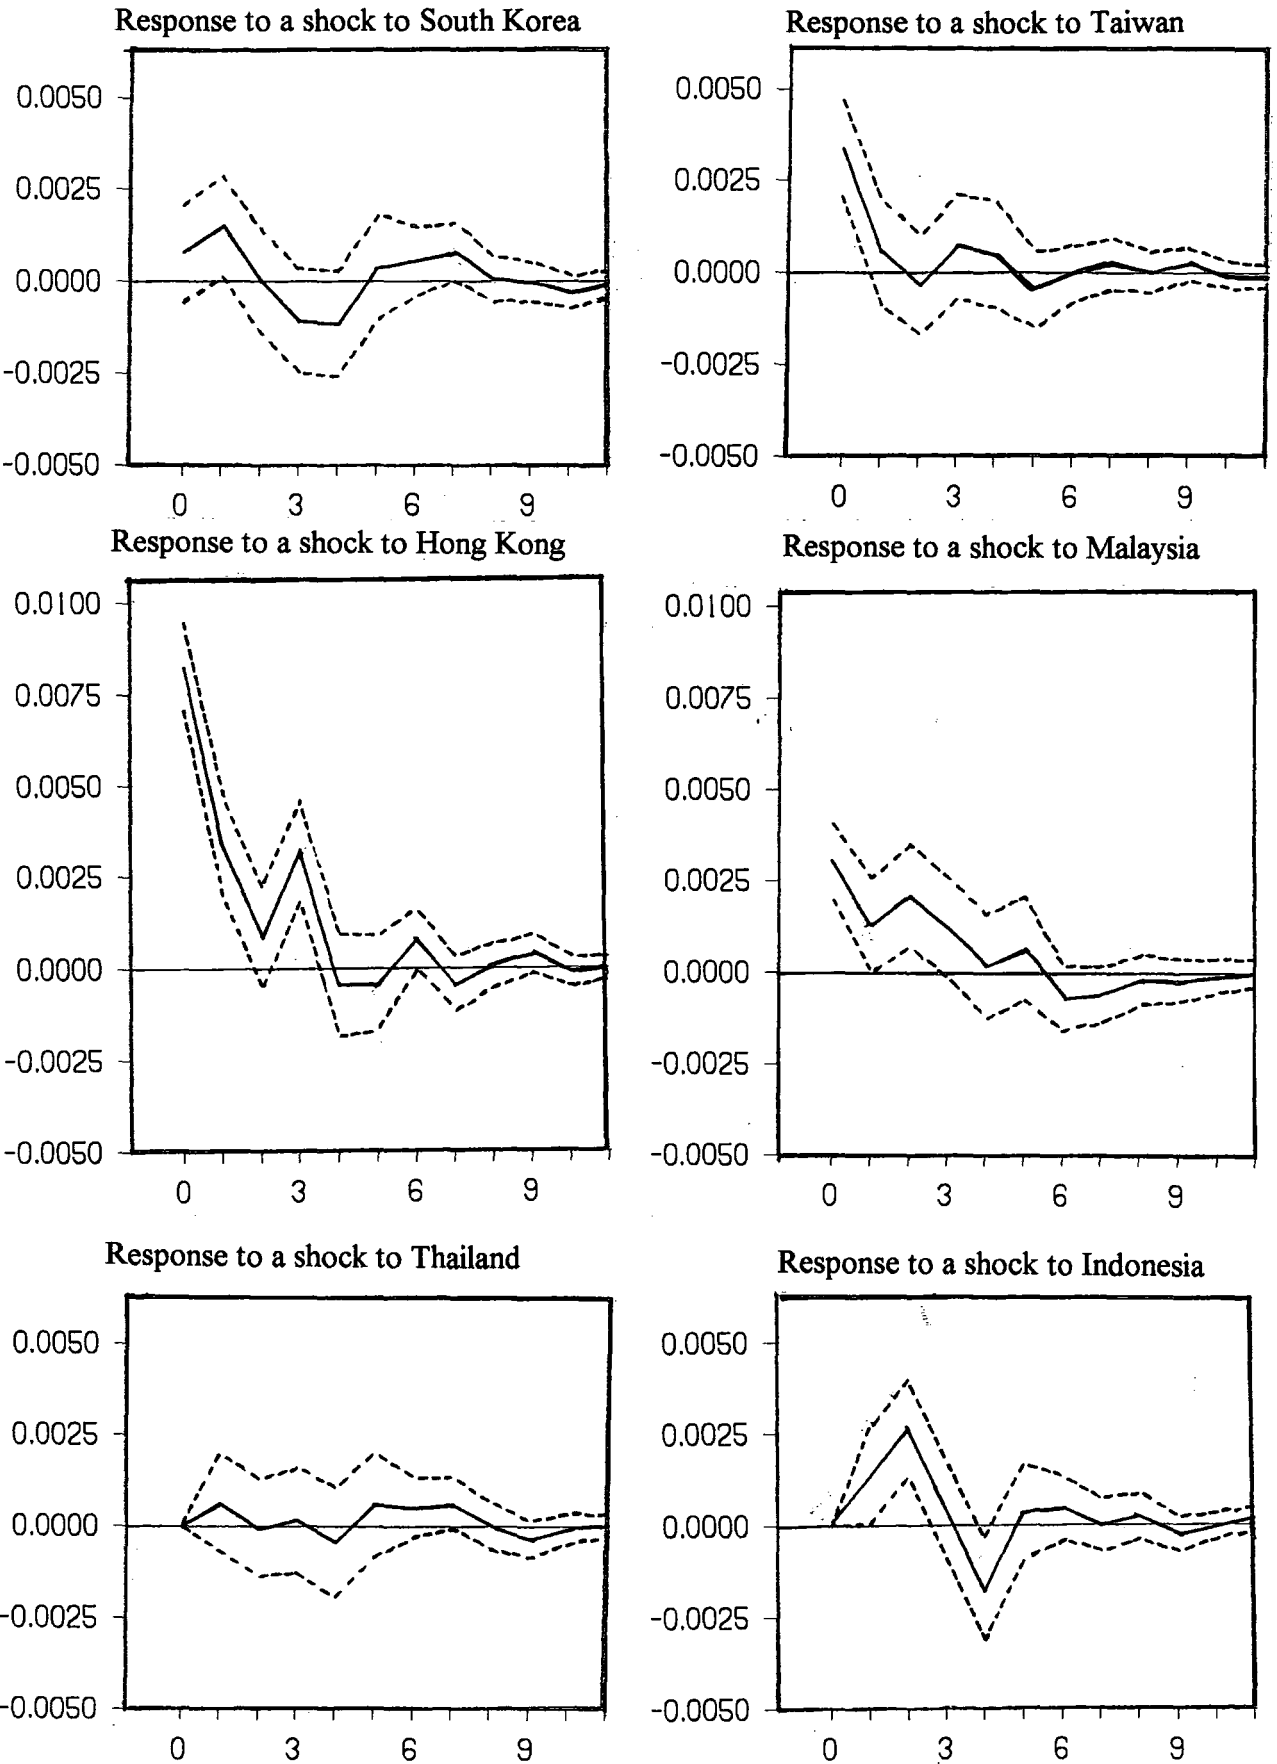 Response to a shock to South Korea
0.0050
0.0025
0.0000
-0.0025
-0.0050
0 3 6 9
Response to a shock to Taiwan
0.0050
0.0025
0.0000
-0.0025
-0.0050
0 3 6 9
Response to a shock to Hong Kong
0.0100
0.0075
0.0050
0.0025
0.0000
-0.0025
-0.0050
0 3 6 9
Response to a shock to Malaysia
0.0100
0.0075
0.0050
0.0025
0.0000
-0.0025
-0.0050
0 3 6 9
Response to a shock to Thailand
0.0050
0.0025
0.0000
-0.0025
-0.0050
0 3 6 9
Response to a shock to Indonesia
0.0050
0.0025
0.0000
-0.0025
-0.0050
0 3 6 9